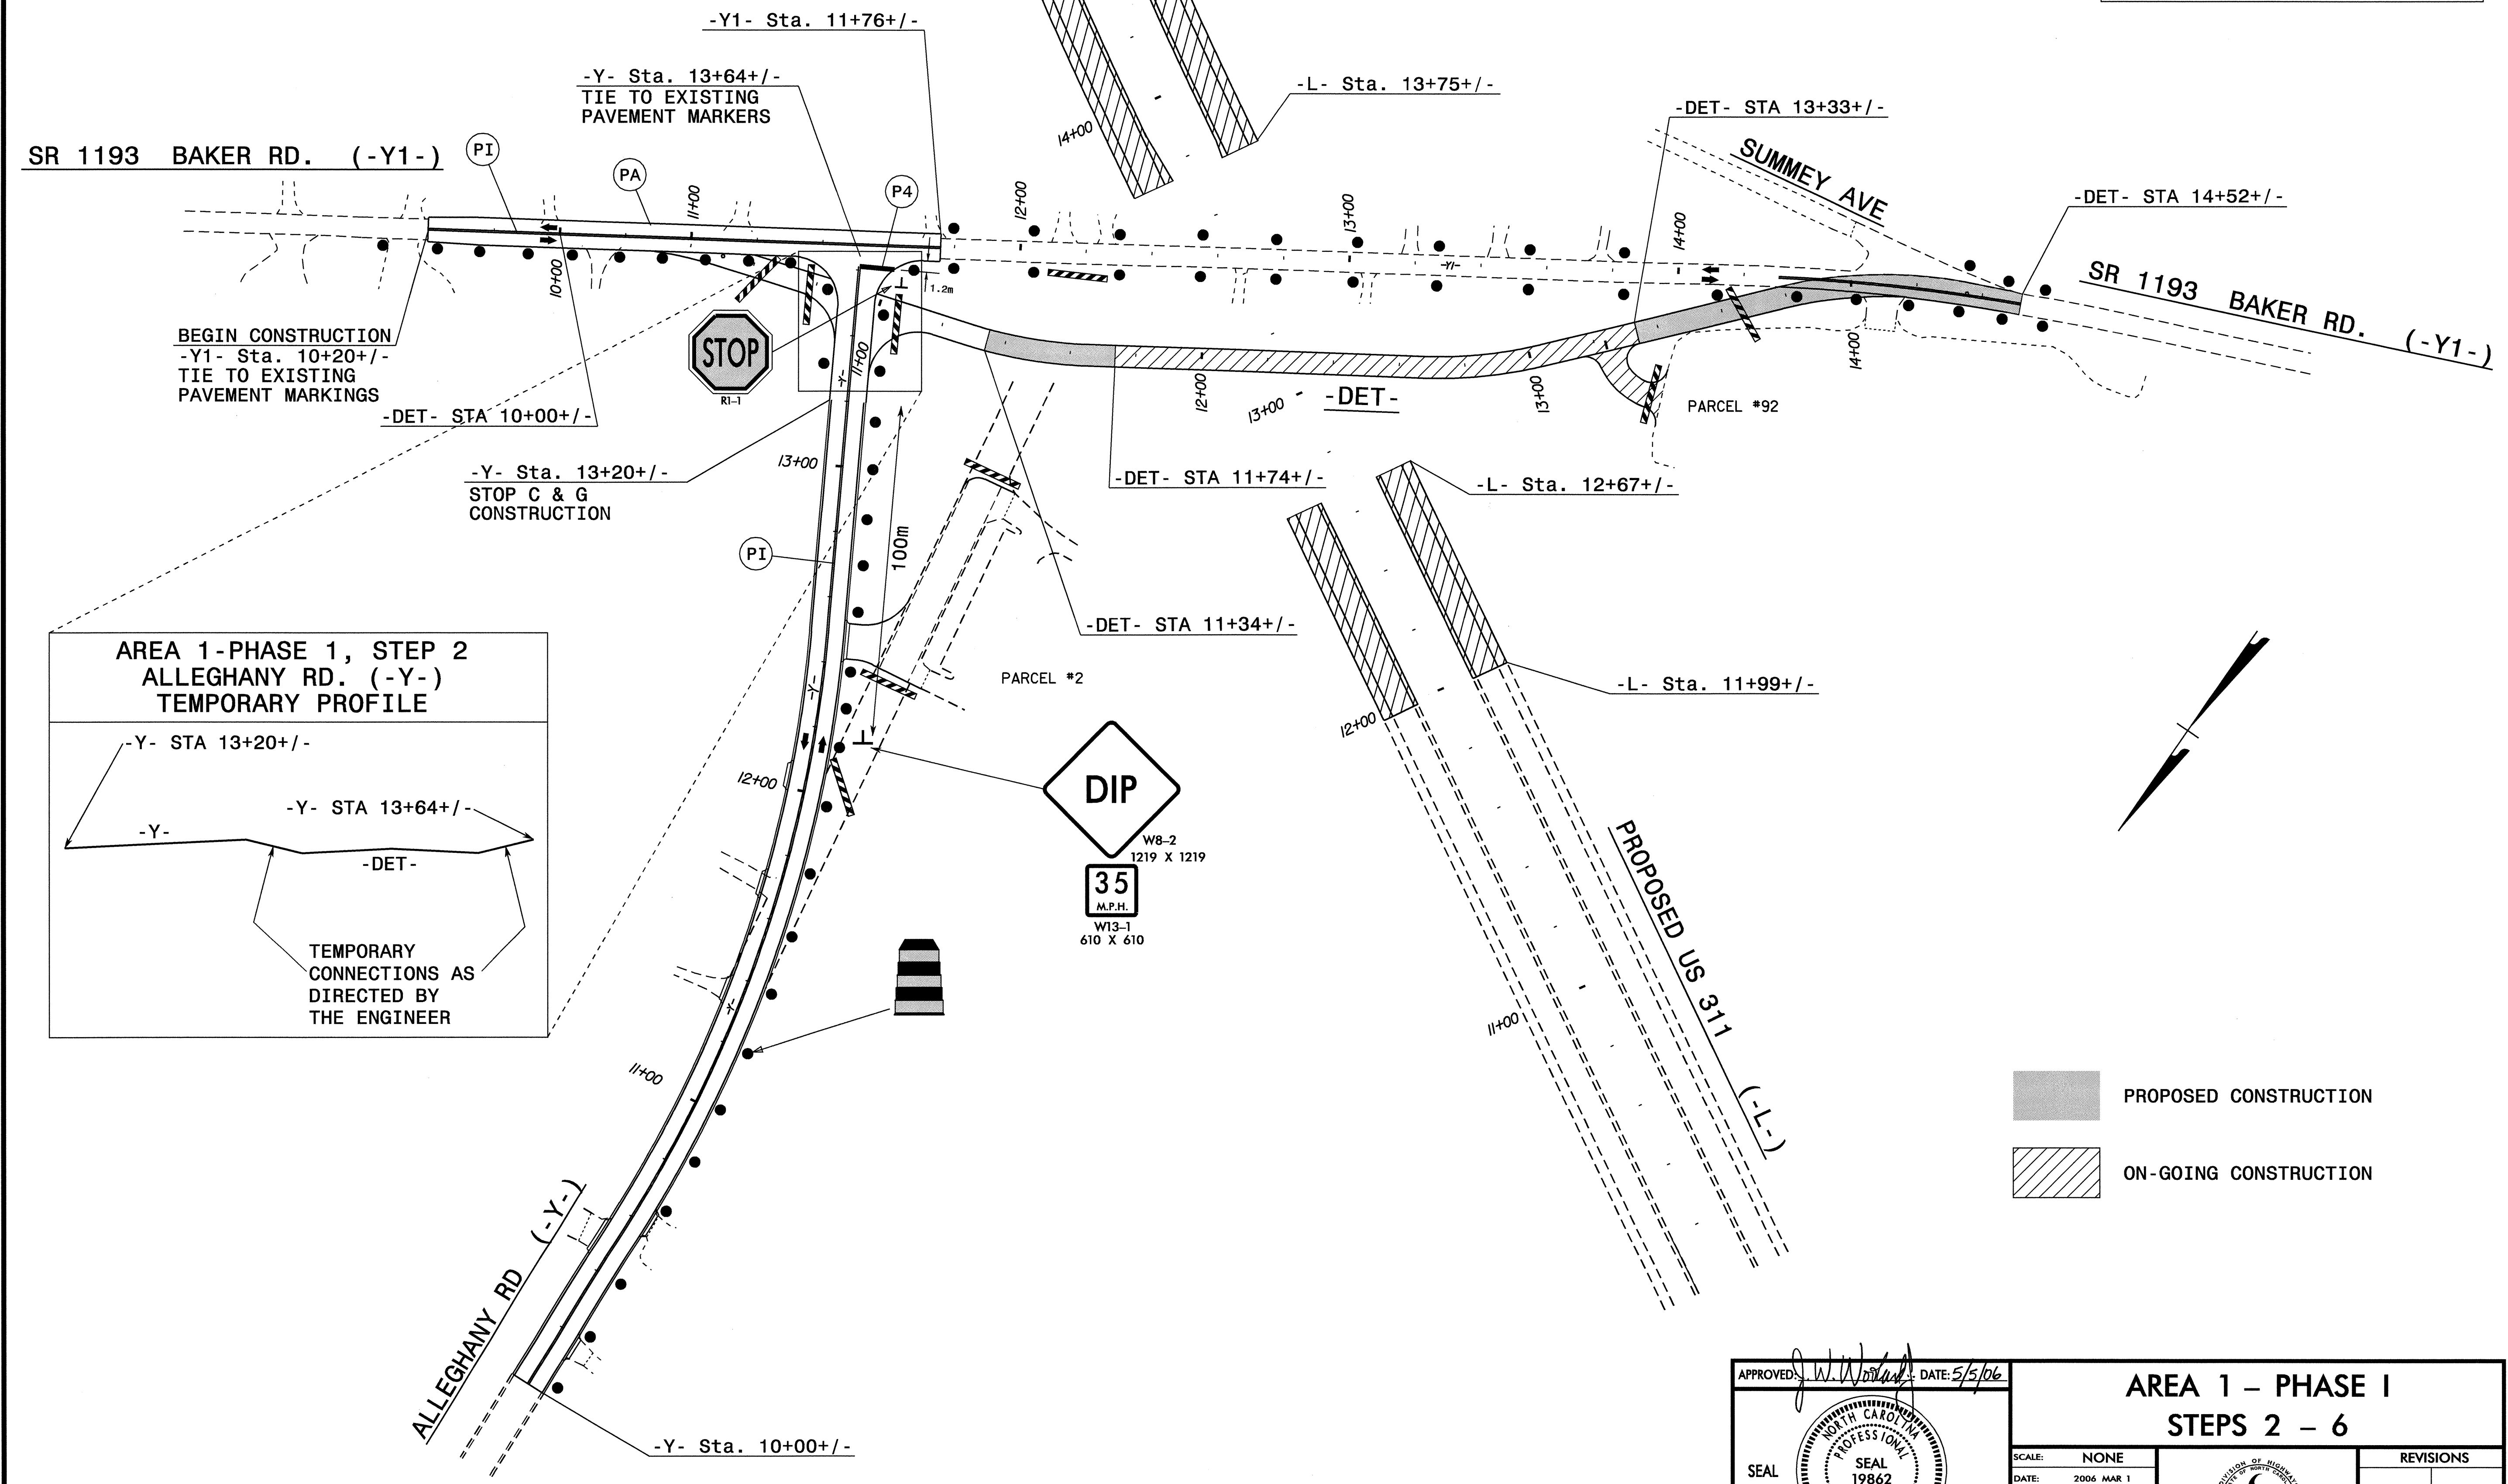 -Y1- Sta. 11+76+/-
-Y- Sta. 13+64+/-
TIE TO EXISTING
PAVEMENT MARKERS
-L- Sta. 13+75+/-
14+00
-DET- STA 13+33+/-
SUMMEY AVE
-DET- STA 14+52+/-
SR 1193 BAKER RD. (-Y1-)
PI
PA
P4
11+00
12+00
13+00
14+00
-Y1-
SR 1193 BAKER RD. (-Y1-)
10+00
1.2m
BEGIN CONSTRUCTION
-Y1- Sta. 10+20+/-
TIE TO EXISTING
PAVEMENT MARKINGS
STOP
R1-1
11+00
-Y-
12+00
13+00
14+00
13+00
-DET-
PARCEL #92
-DET- STA 10+00+/-
-Y- Sta. 13+20+/-
STOP C & G
CONSTRUCTION
13+00
-DET- STA 11+74+/-
-L- Sta. 12+67+/-
PI
100m
-DET- STA 11+34+/-
PARCEL #2
-Y-
-L- Sta. 11+99+/-
12+00
12+00
AREA 1-PHASE 1, STEP 2
ALLEGHANY RD. (-Y-)
TEMPORARY PROFILE
-Y- STA 13+20+/-
-Y- STA 13+64+/-
-Y-
-DET-
TEMPORARY
CONNECTIONS AS
DIRECTED BY
THE ENGINEER
DIP
W8-2
1219 X 1219
35
M.P.H.
W13-1
610 X 610
-Y-
PROPOSED US 311 (-L-)
11+00
11+00
PROPOSED CONSTRUCTION
ON-GOING CONSTRUCTION
ALLEGHANY RD (-Y-)
-Y- Sta. 10+00+/-
APPROVED: DATE: 5/5/06
AREA 1 – PHASE I
STEPS 2 – 6
SEAL
NORTH CAROLINA
PROFESSIONAL
SEAL
19862
SCALE: NONE
DATE: 2006 MAR 1
DIVISION OF HIGHWAY
STATE OF NORTH CAROL
REVISIONS